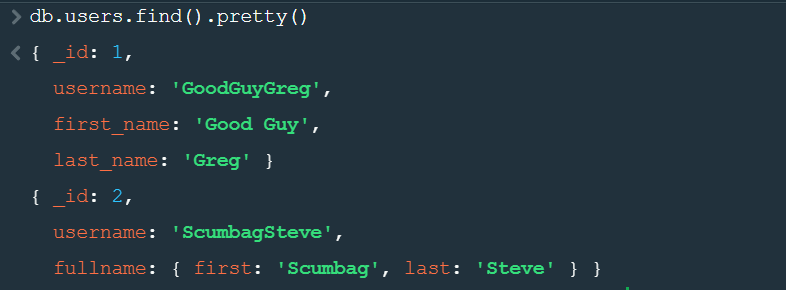 > db.users.find().pretty()
< { _id: 1,
username: 'GoodGuyGreg',
first_name: 'Good Guy',
last_name: 'Greg' }
{ _id: 2,
username: 'ScumbagSteve',
fullname: { first: 'Scumbag', last: 'Steve' } }